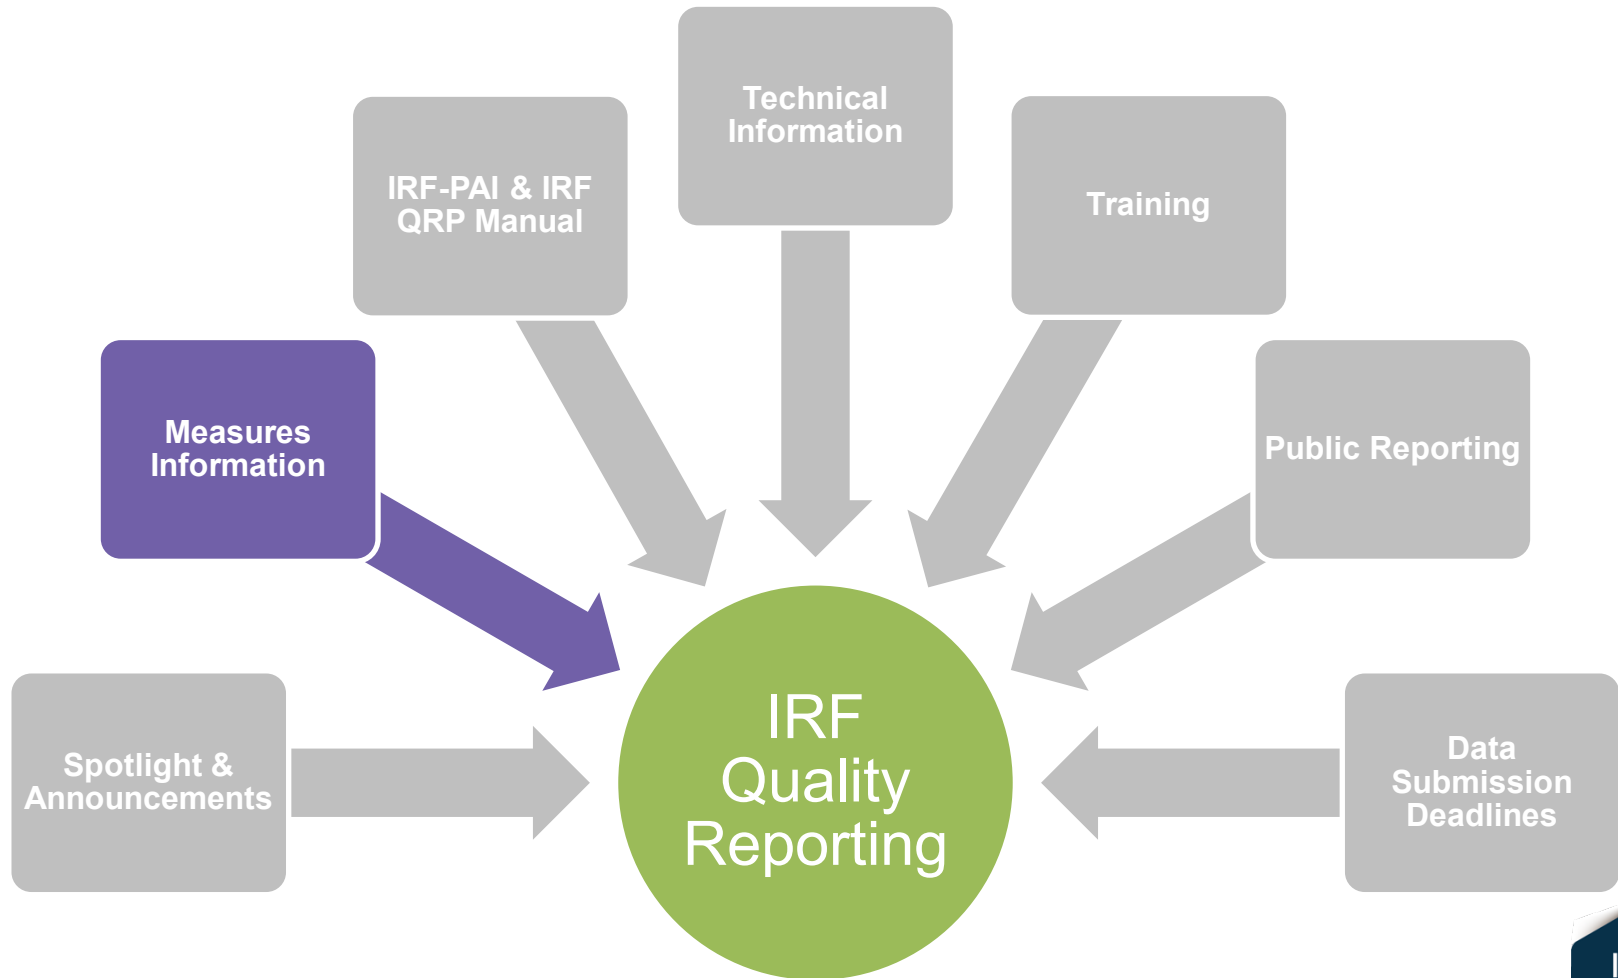 Technical
Information
IRF-PAI & IRF
QRP Manual
Training
Measures
Information
Public Reporting
Spotlight &
Announcements
IRF
Quality
Reporting
Data
Submission
Deadlines